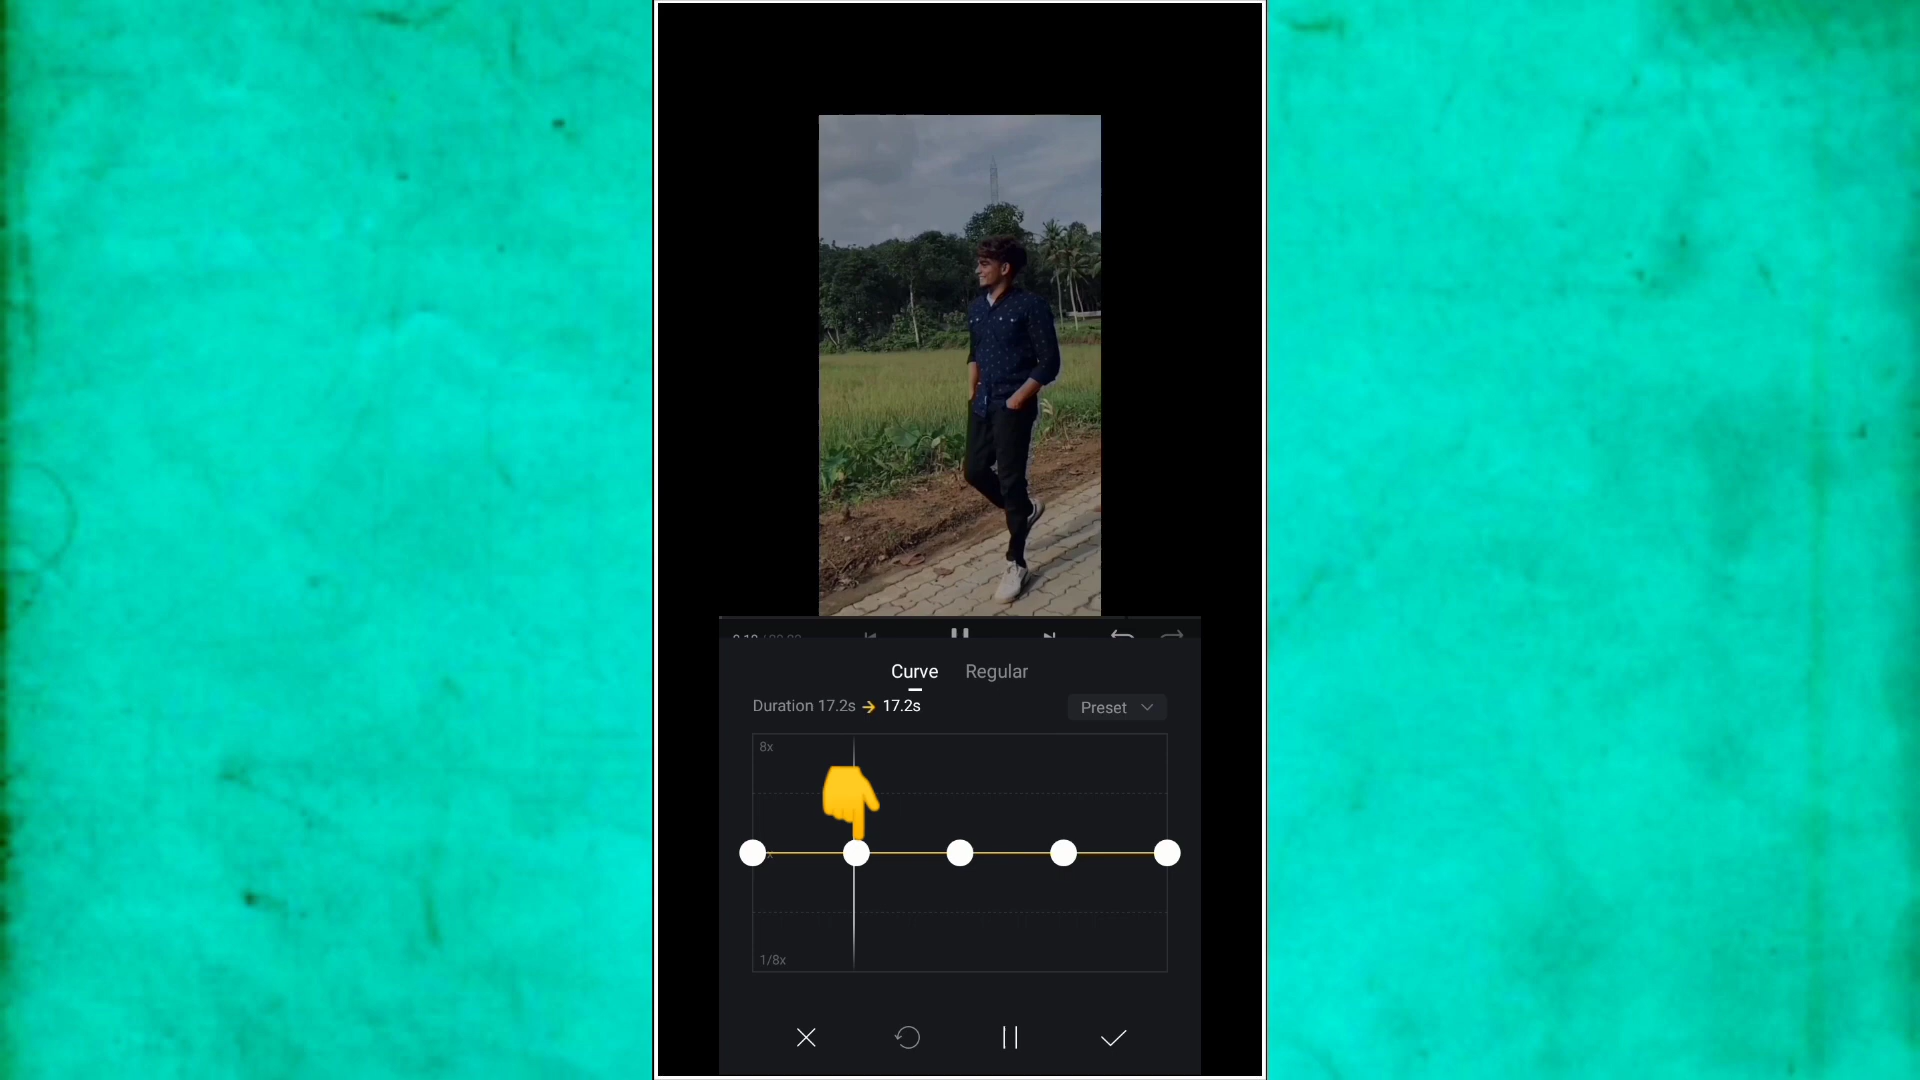 Curve Regular
Duration 17.2s → 17.2s Preset
8x
1/8x